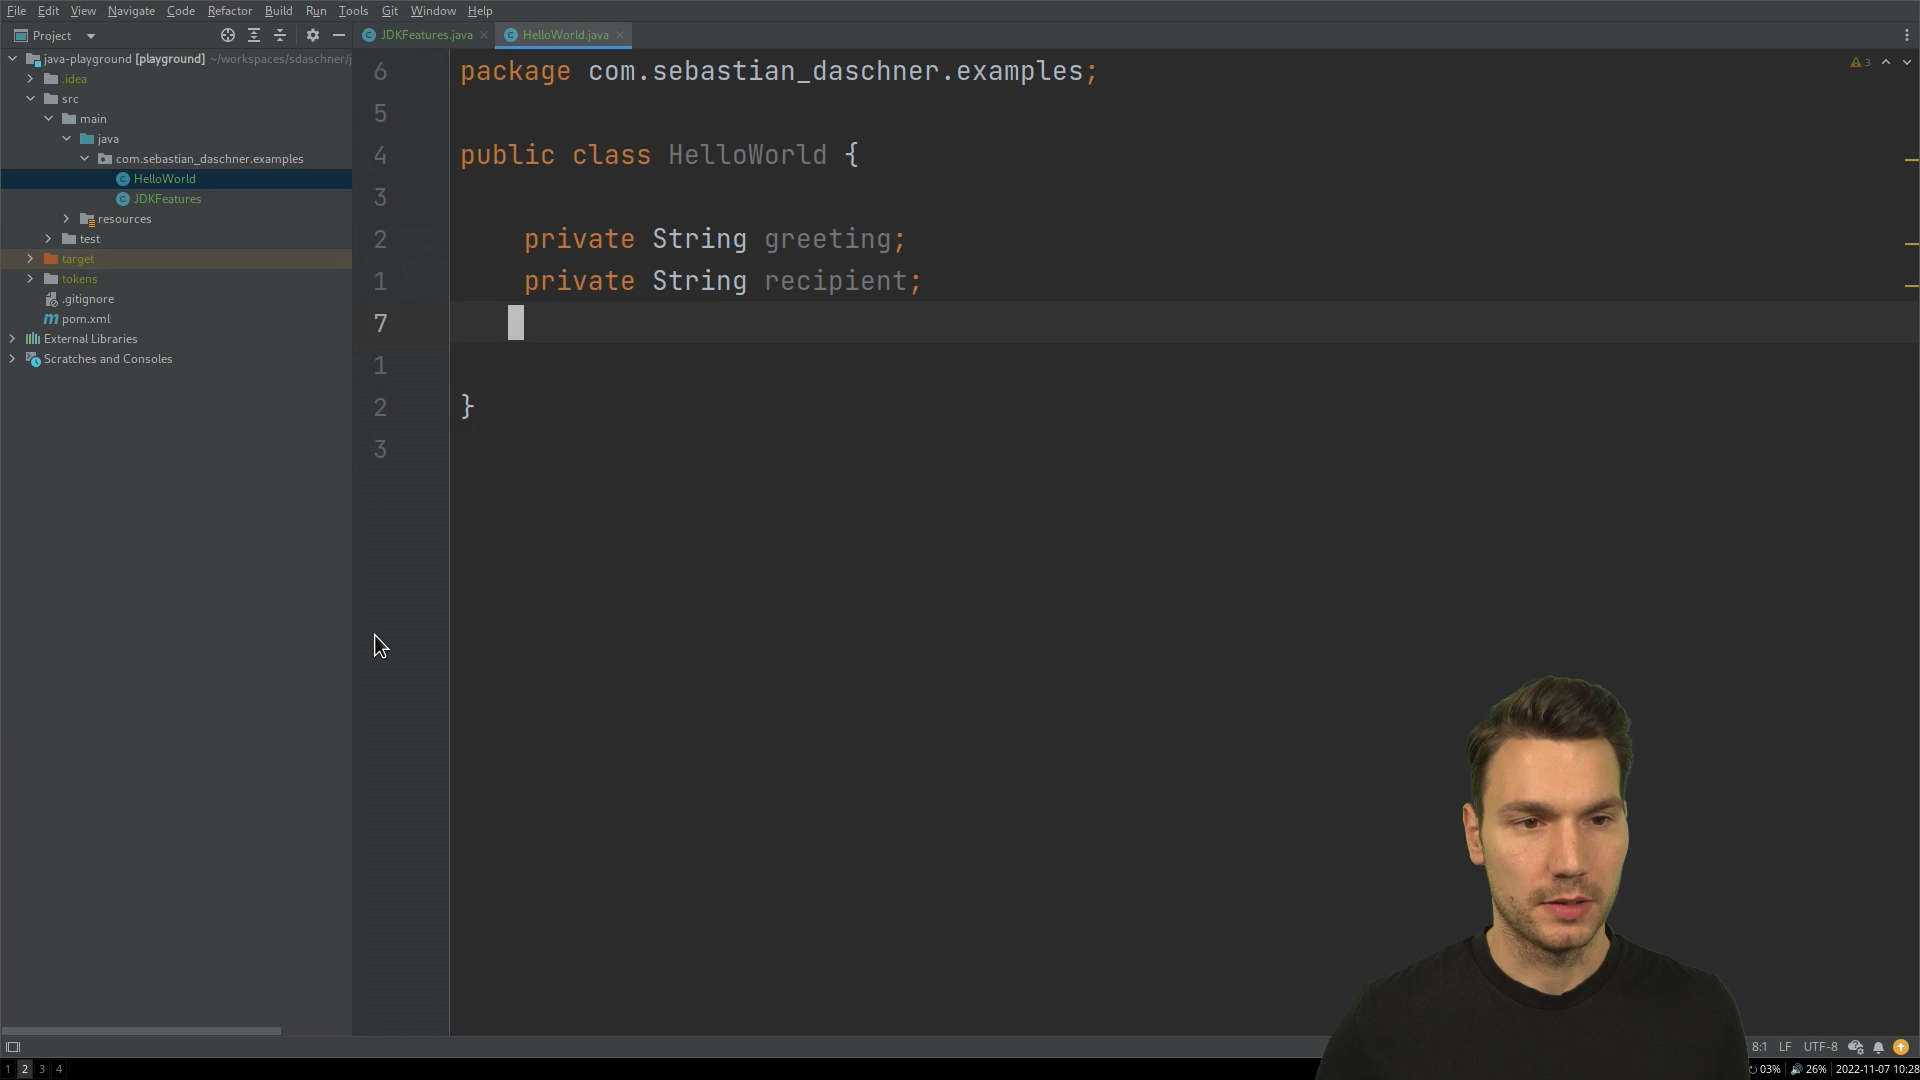 File Edit View Navigate Code Refactor Build Run Tools Git Window Help
Project
JDKFeatures.java
HelloWorld.java
java-playground [playground] ~/workspaces/sdaschner/j
.idea
src
main
java
com.sebastian_daschner.examples
HelloWorld
JDKFeatures
resources
test
target
tokens
.gitignore
pom.xml
External Libraries
Scratches and Consoles
6 package com.sebastian_daschner.examples;
5
4 public class HelloWorld {
3
2 private String greeting;
1 private String recipient;
7
1
2 }
3
3
8:1 LF UTF-8
1 2 3 4
03% 26% 2022-11-07 10:28